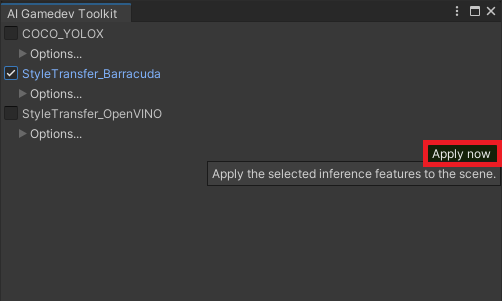 AI Gamedev Toolkit
COCO_YOLOX
Options...
StyleTransfer_Barracuda
Options...
StyleTransfer_OpenVINO
Options...
Apply now
Apply the selected inference features to the scene.